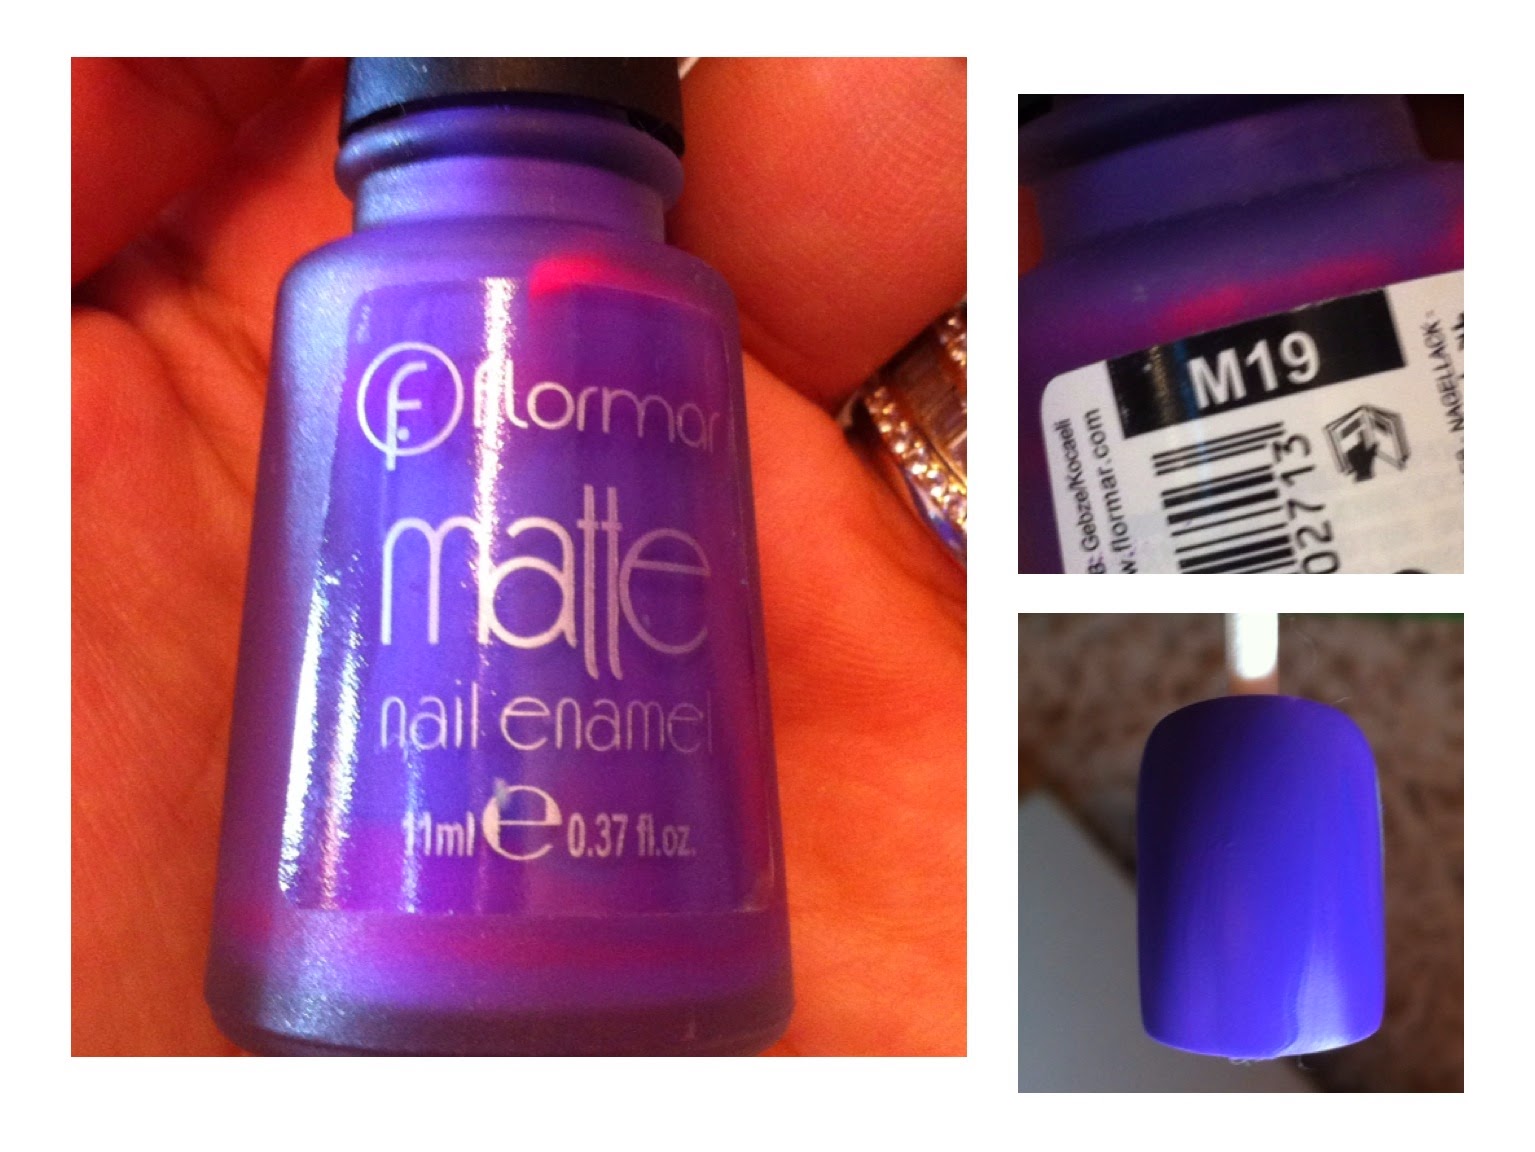 flormar
matte
nail enamel
11ml e 0.37 fl.oz.
M19
Gebze/Kocaeli
.flormar.com
02713
- NAGELLACK -